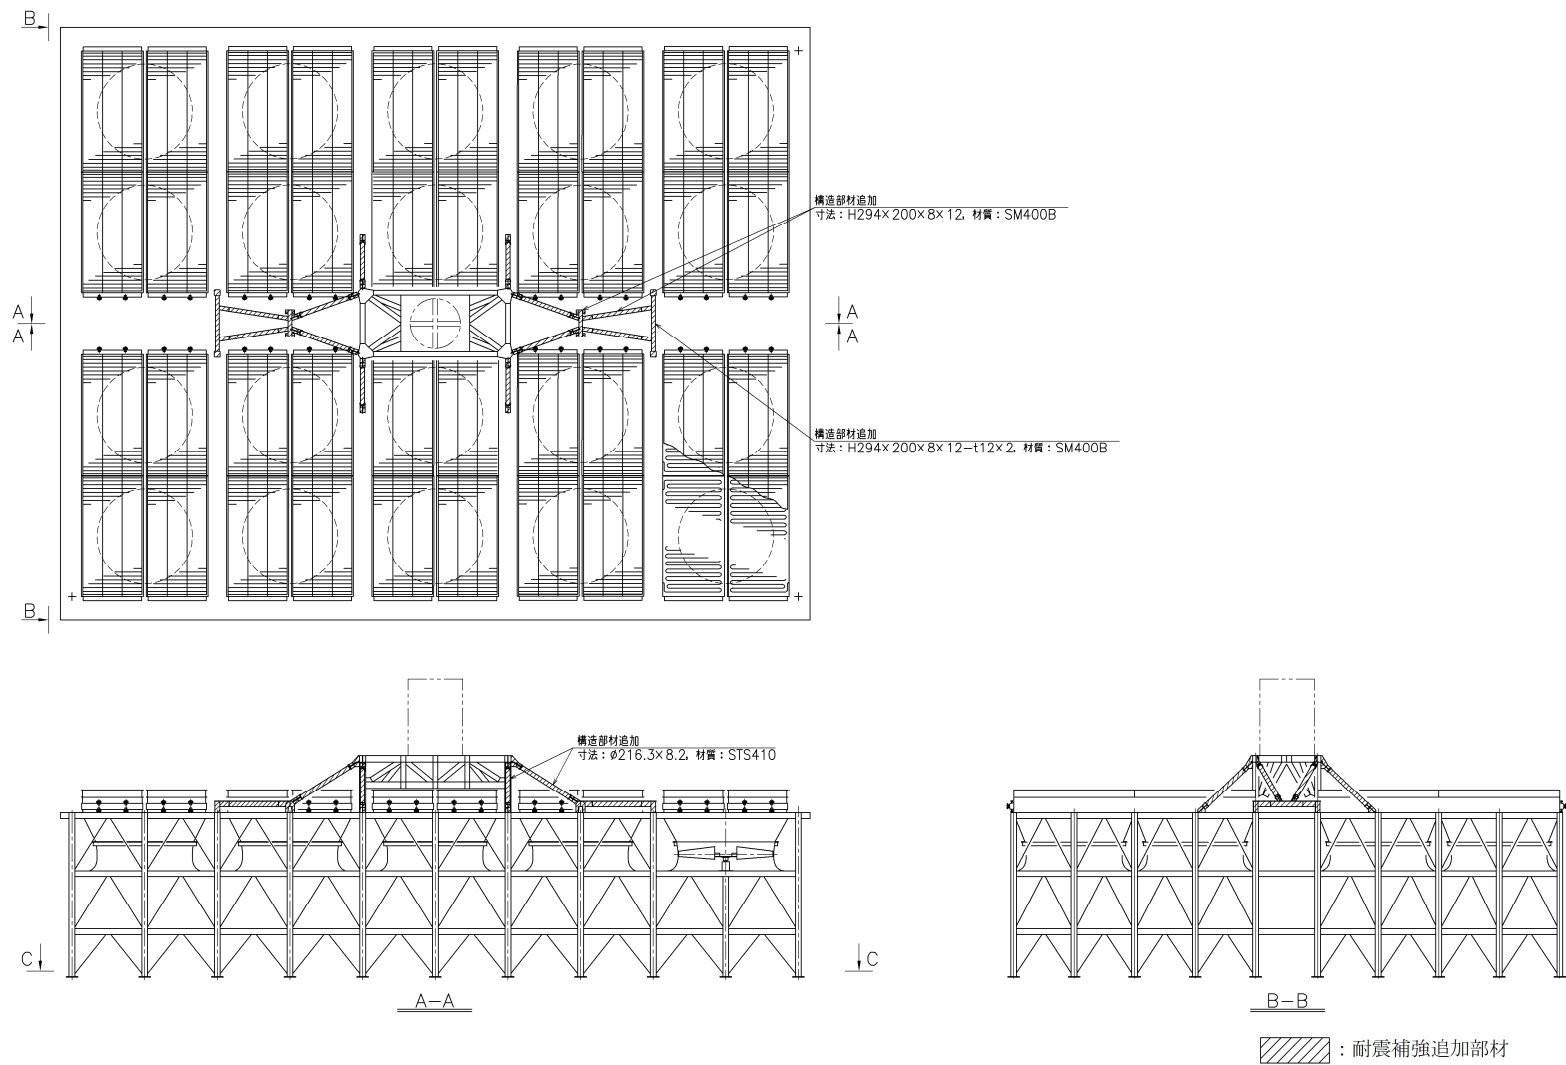 B
構造部材追加
寸法：H294×200×8×12, 材質：SM400B
A A
A A
構造部材追加
寸法：H294×200×8×12−t12×2, 材質：SM400B
B
構造部材追加
寸法：φ216.3×8.2, 材質：STS410
C C
A−A
B−B
：耐震補強追加部材